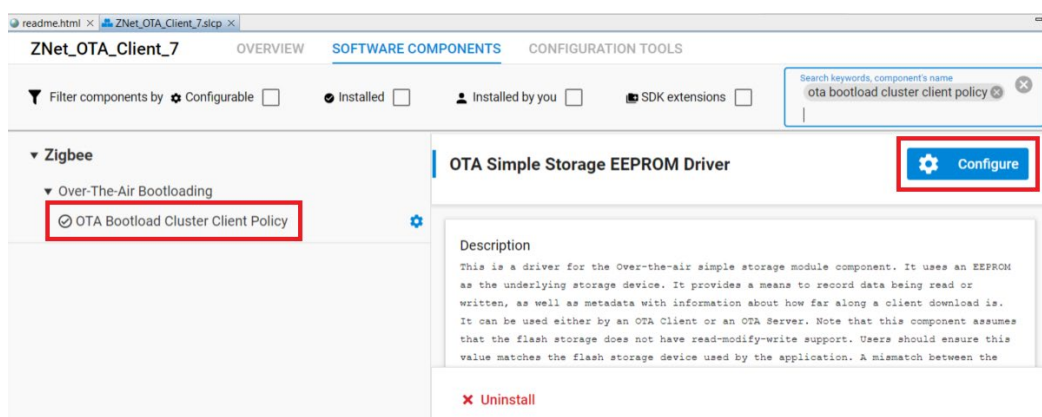 readme.html
ZNet_OTA_Client_7.slcp
ZNet_OTA_Client_7
OVERVIEW
SOFTWARE COMPONENTS
CONFIGURATION TOOLS
Filter components by
Configurable
Installed
Installed by you
SDK extensions
Search keywords, component's name
ota bootload cluster client policy
Zigbee
Over-The-Air Bootloading
OTA Bootload Cluster Client Policy
OTA Simple Storage EEPROM Driver
Configure
Description
This is a driver for the Over-the-air simple storage module component. It uses an EEPROM
as the underlying storage device. It provides a means to record data being read or
written, as well as metadata with information about how far along a client download is.
It can be used either by an OTA Client or an OTA Server. Note that this component assumes
that the flash storage does not have read-modify-write support. Users should ensure this
value matches the flash storage device used by the application. A mismatch between the
Uninstall